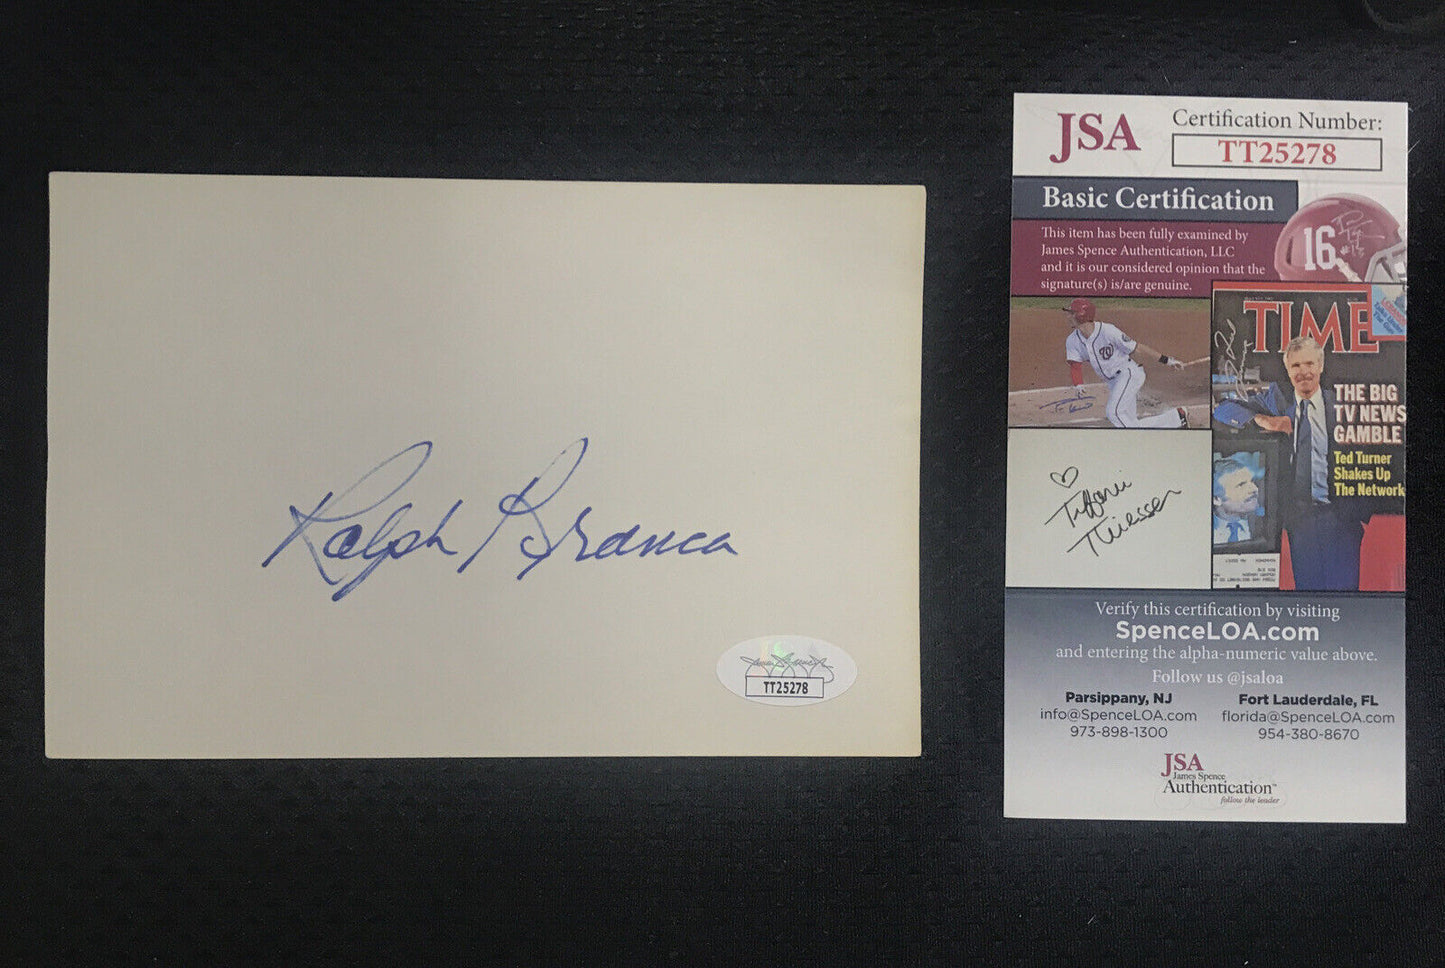 Ralph Branca
TT25278
JSA
Certification Number:
TT25278
Basic Certification
This item has been fully examined by
James Spence Authentication, LLC
and it is our considered opinion that the
signature(s) is/are genuine.
16
TIME
THE BIG
TV NEWS
GAMBLE
Ted Turner
Shakes Up
The Network
Tiffani
Thiessen
Verify this certification by visiting
SpenceLOA.com
and entering the alpha-numeric value above.
Follow us @jsaloa
Parsippany, NJ
info@SpenceLOA.com
973-898-1300
Fort Lauderdale, FL
florida@SpenceLOA.com
954-380-8670
JSA
James Spence
Authentication™
follow the leader